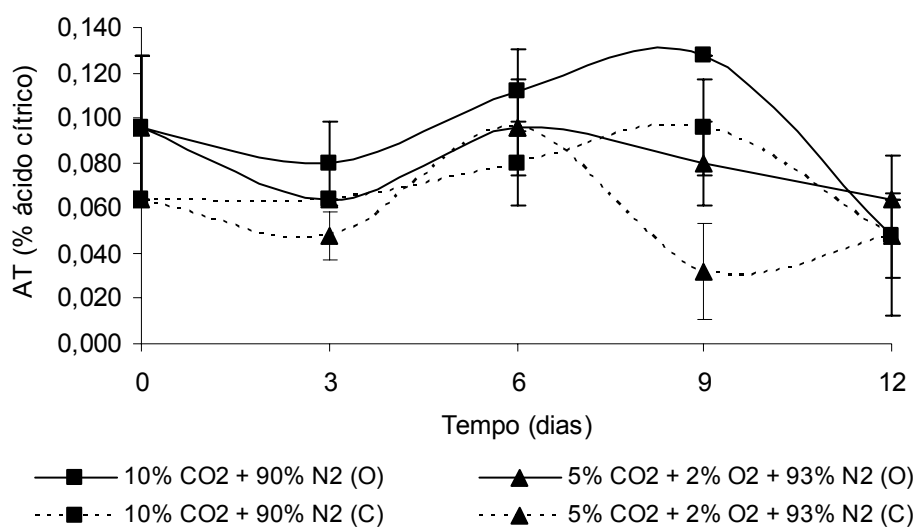 0,140
0,120
0,100
0,080
0,060
0,040
0,020
0,000
AT (% ácido cítrico)
0 3 6 9 12
Tempo (dias)
10% CO2 + 90% N2 (O) 5% CO2 + 2% O2 + 93% N2 (O)
10% CO2 + 90% N2 (C) 5% CO2 + 2% O2 + 93% N2 (C)